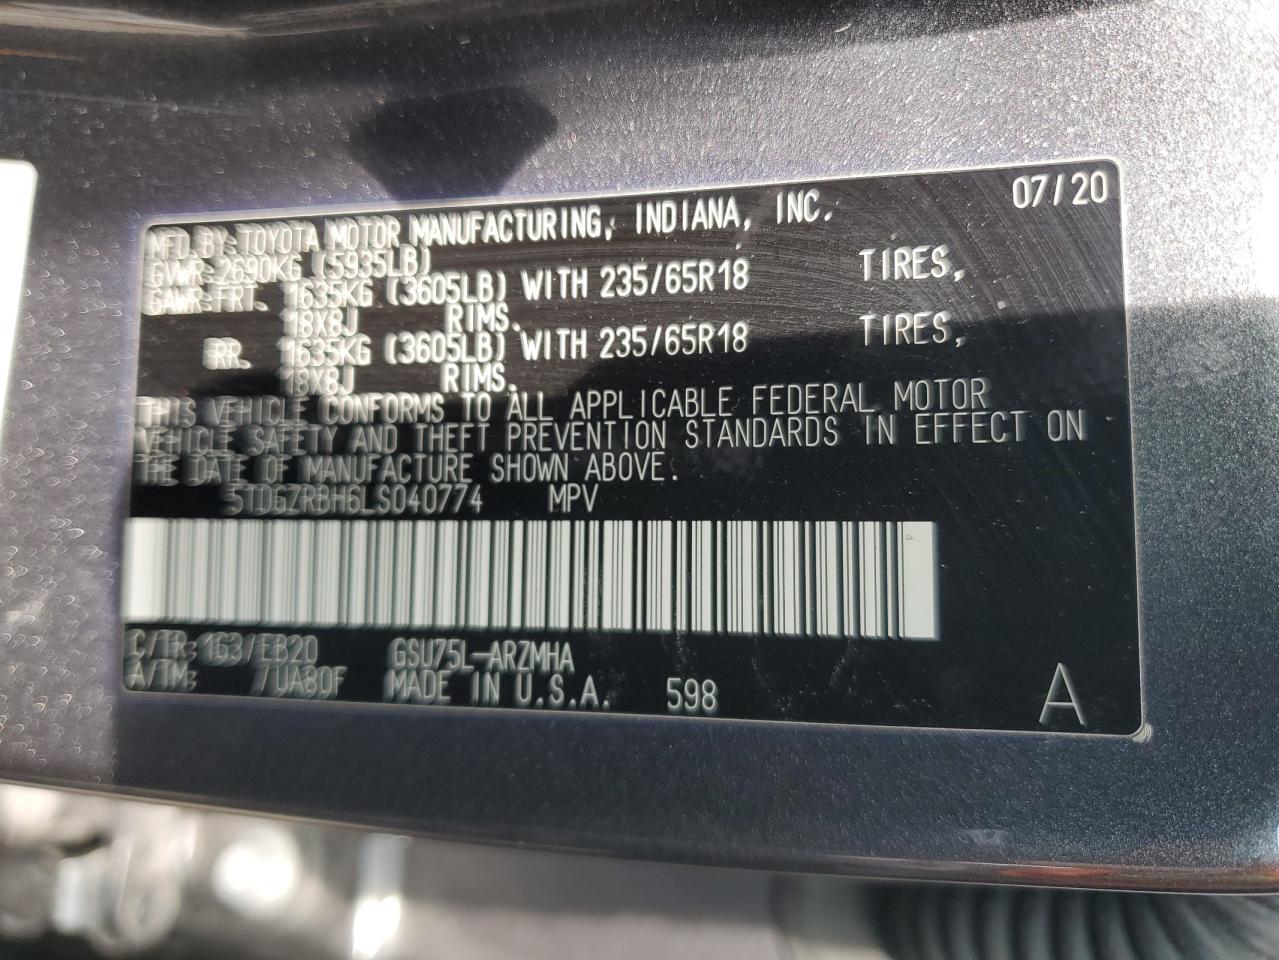 MFD. BY: TOYOTA MOTOR MANUFACTURING, INDIANA, INC. 07/20
GVWR: 2690KG (5935LB)
GAWR: FRT. 1635KG (3605LB) WITH 235/65R18 TIRES,
18X8J RIMS.
RR. 1635KG (3605LB) WITH 235/65R18 TIRES,
18X8J RIMS.
THIS VEHICLE CONFORMS TO ALL APPLICABLE FEDERAL MOTOR
VEHICLE SAFETY AND THEFT PREVENTION STANDARDS IN EFFECT ON
THE DATE OF MANUFACTURE SHOWN ABOVE.
5TDGZRBH6LS040774 MPV
C/TR: 1G3/EB20 GSU75L-ARZMHA
A/TM: /UA80F MADE IN U.S.A. 598 A